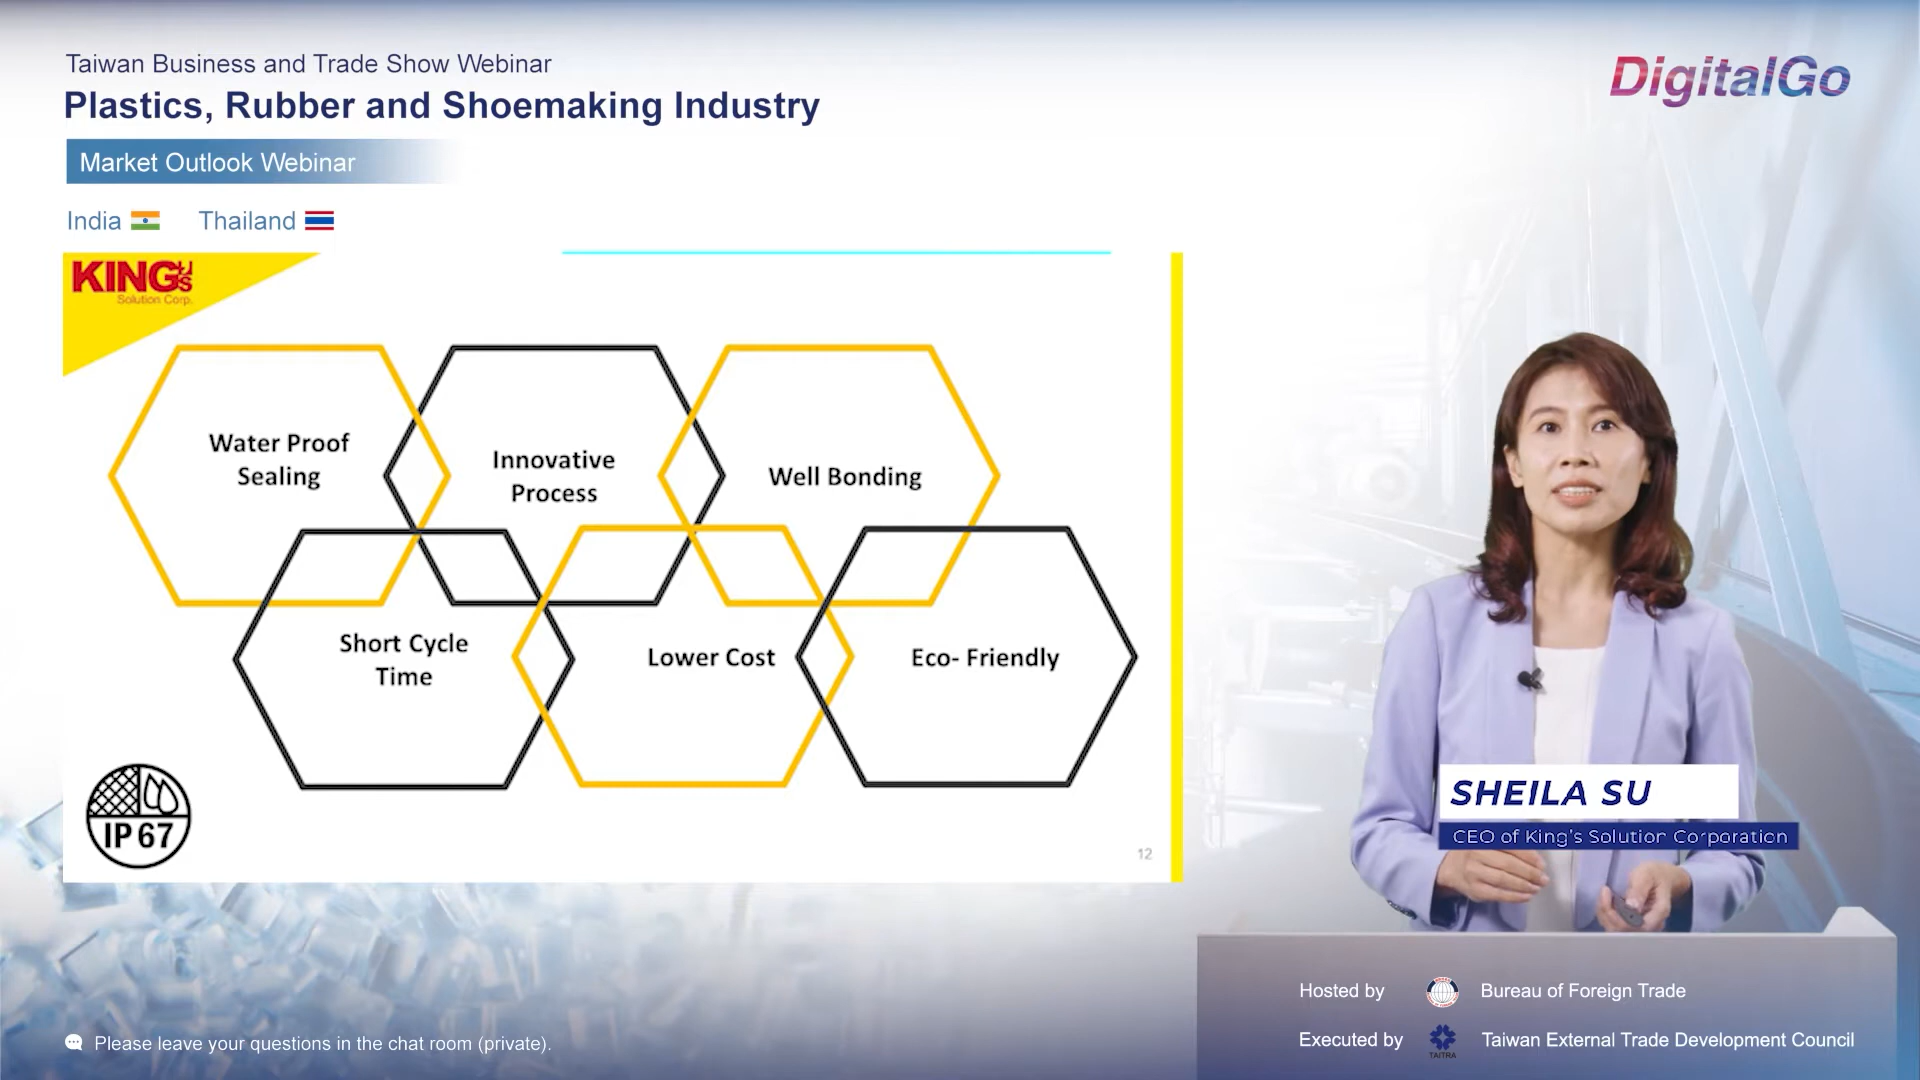 Taiwan Business and Trade Show Webinar
DigitalGo
Plastics, Rubber and Shoemaking Industry
Market Outlook Webinar
India
Thailand
KING'S
Solution Corp.
Water Proof
Sealing
Innovative
Process
Well Bonding
Short Cycle
Time
Lower Cost
Eco- Friendly
IP 67
12
SHEILA SU
CEO of King's Solution Corporation
Hosted by
Bureau of Foreign Trade
Executed by
TAITRA
Taiwan External Trade Development Council
Please leave your questions in the chat room (private).